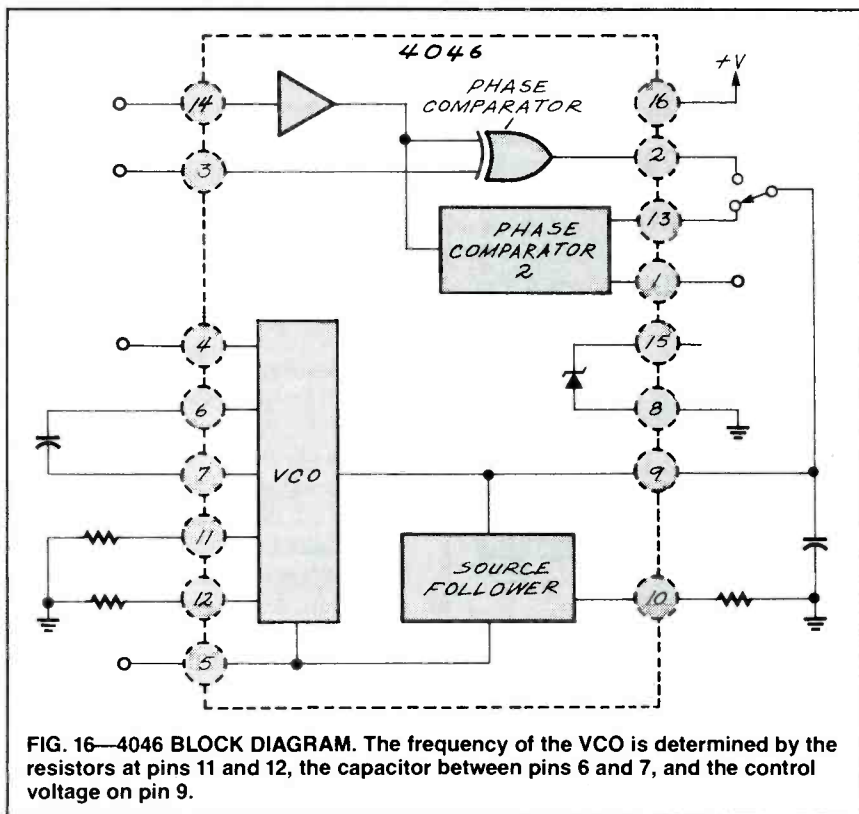 4046
PHASE
COMPARATOR
+V
14
16
3
2
13
PHASE
COMPARATOR
2
1
4
15
6
8
7
VCO
9
11
SOURCE
FOLLOWER
12
10
5
FIG. 16—4046 BLOCK DIAGRAM. The frequency of the VCO is determined by the
resistors at pins 11 and 12, the capacitor between pins 6 and 7, and the control
voltage on pin 9.